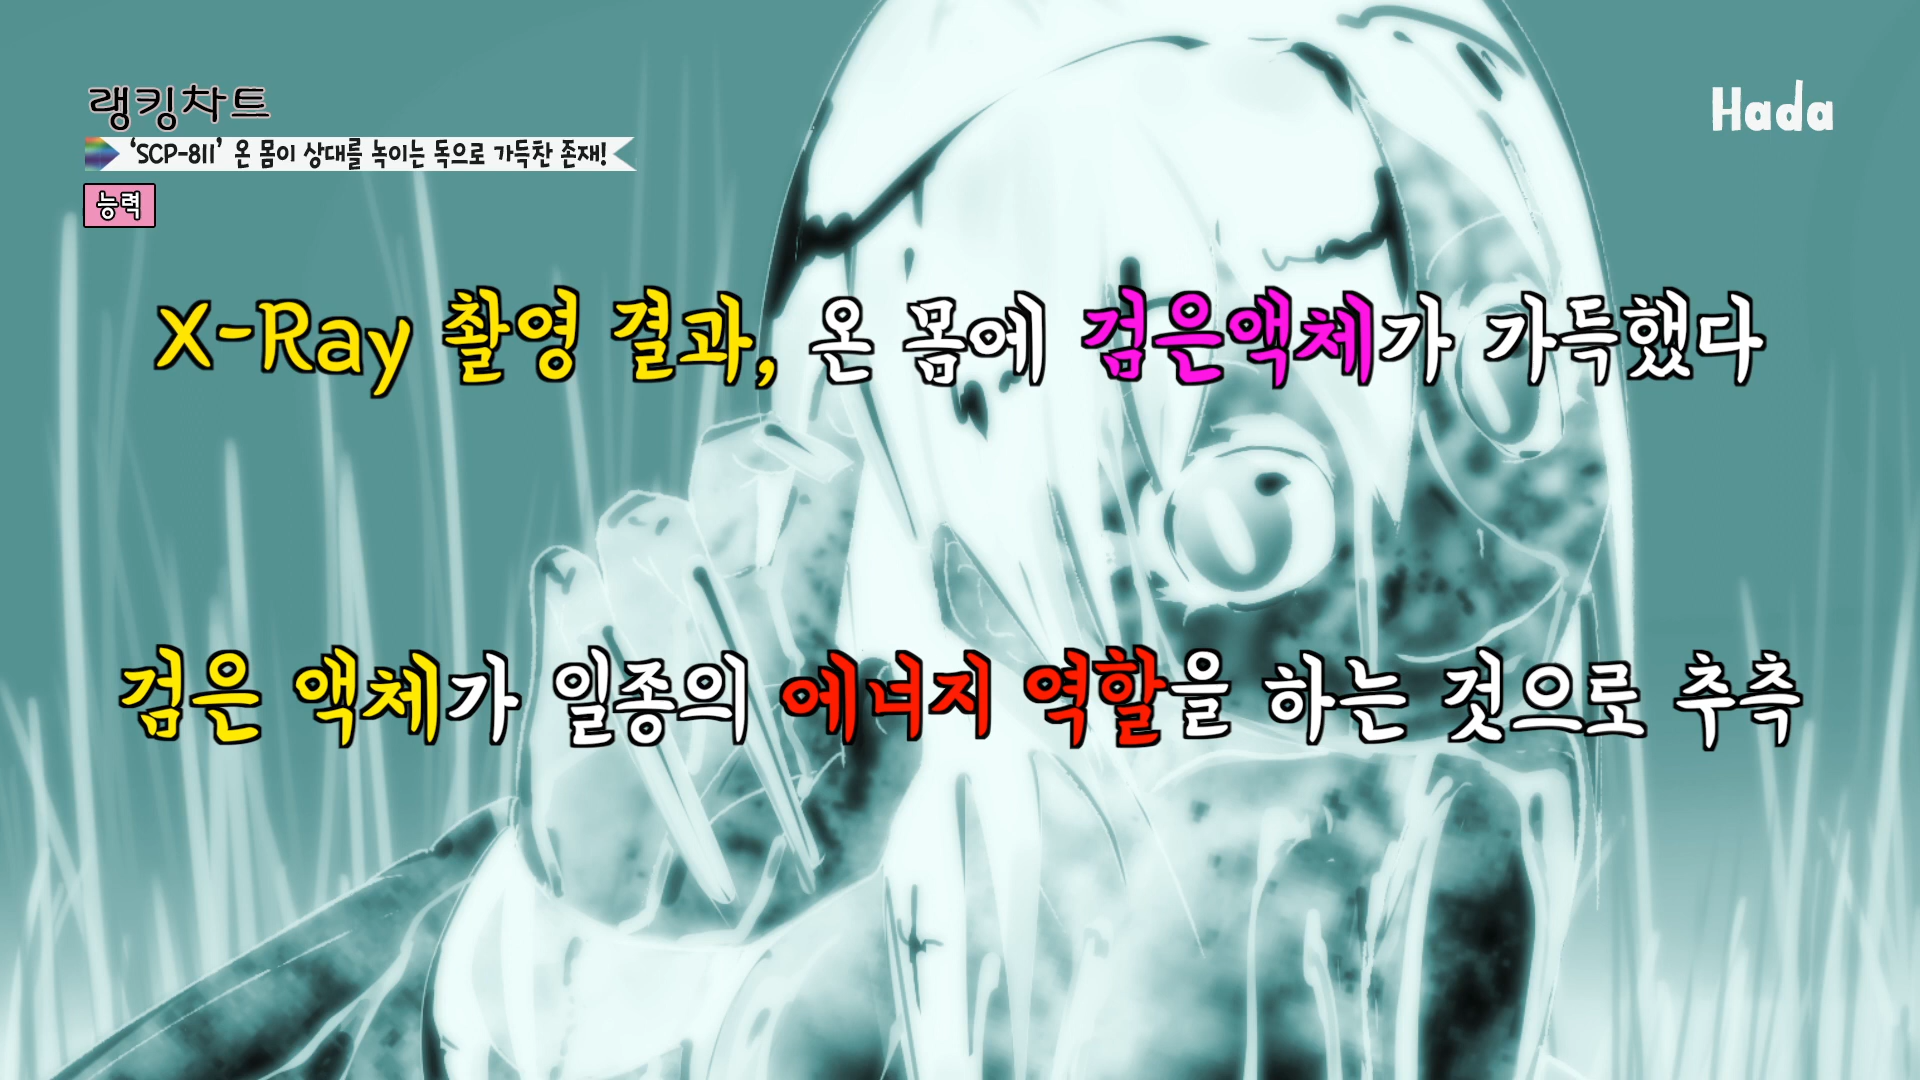 랭킹차트
Hada
‘SCP-811’ 온 몸이 상대를 녹이는 독으로 가득찬 존재!
능력
X-Ray 촬영 결과, 온 몸에 검은액체가 가득했다
검은 액체가 일종의 에너지 역할을 하는 것으로 추측